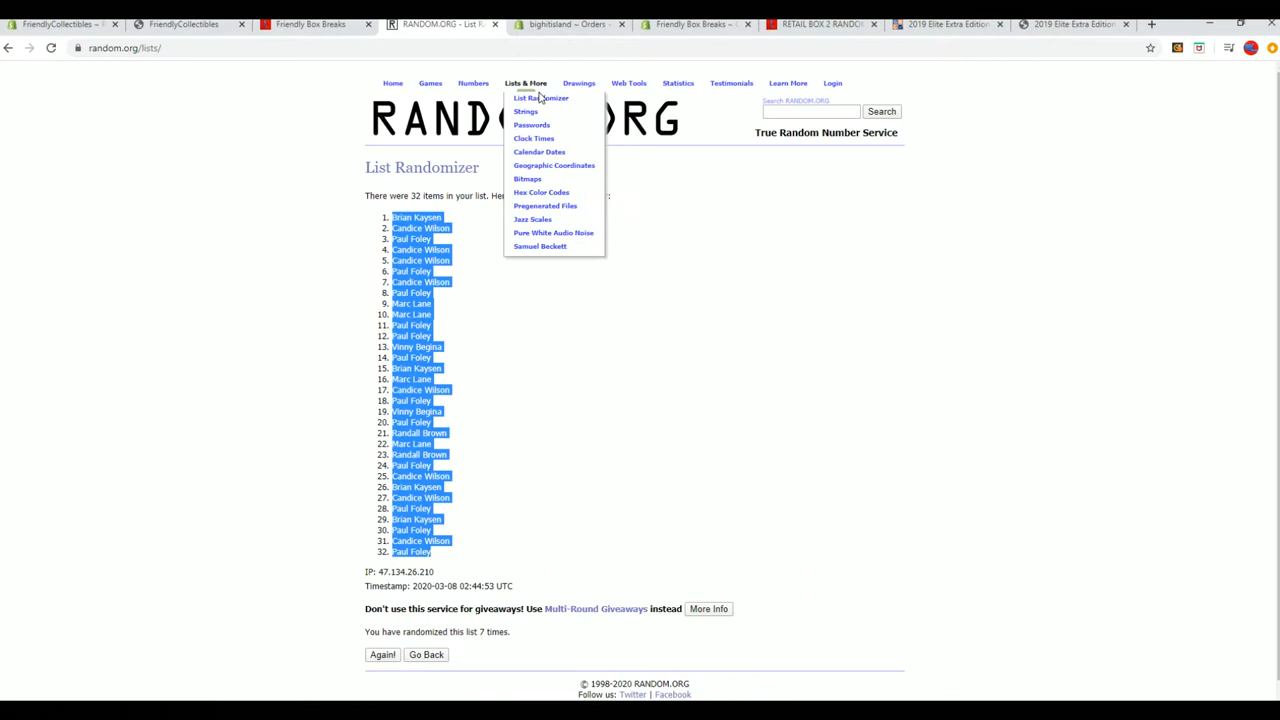 FriendlyCollectibles ~
FriendlyCollectibles
Friendly Box Breaks
RANDOM.ORG - List R
bighitisland ~ Orders ~
Friendly Box Breaks ~
RETAIL BOX 2 RANDO
2019 Elite Extra Edition
2019 Elite Extra Edition
random.org/lists/
Home Games Numbers Lists & More Drawings Web Tools Statistics Testimonials Learn More Login
List Randomizer
Strings
Passwords
Clock Times
Calendar Dates
Geographic Coordinates
Bitmaps
Hex Color Codes
Pregenerated Files
Jazz Scales
Pure White Audio Noise
Samuel Beckett
Search RANDOM.ORG
Search
True Random Number Service
List Randomizer
There were 32 items in your list.
1. Brian Kaysen
2. Candice Wilson
3. Paul Foley
4. Candice Wilson
5. Candice Wilson
6. Paul Foley
7. Candice Wilson
8. Paul Foley
9. Marc Lane
10. Marc Lane
11. Paul Foley
12. Paul Foley
13. Vinny Begina
14. Paul Foley
15. Brian Kaysen
16. Marc Lane
17. Candice Wilson
18. Paul Foley
19. Vinny Begina
20. Paul Foley
21. Randall Brown
22. Marc Lane
23. Randall Brown
24. Paul Foley
25. Candice Wilson
26. Brian Kaysen
27. Candice Wilson
28. Paul Foley
29. Brian Kaysen
30. Paul Foley
31. Candice Wilson
32. Paul Foley
IP: 47.134.26.210
Timestamp: 2020-03-08 02:44:53 UTC
Don't use this service for giveaways! Use Multi-Round Giveaways instead More Info
You have randomized this list 7 times.
Again! Go Back
© 1998-2020 RANDOM.ORG
Follow us: Twitter | Facebook